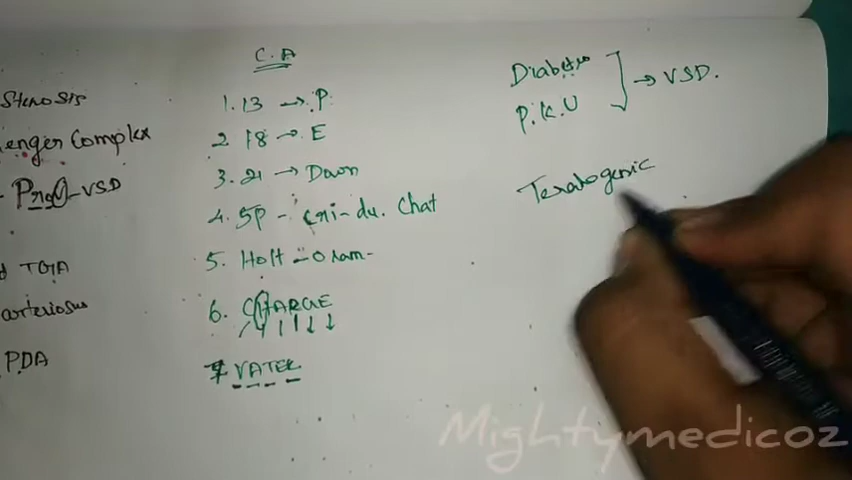 Stenosis
enger Complex
- VSD
d TGA
arteriosus
PDA
C.A
1. 13 → P
2 18 → E
3. 21 → Down
4. 5P - cri-du. Chat
5. Holt - Oram-
6. CHARGE
7 VATER
Diabetes
P.K.U
→ VSD.
Teratogenic
Mightymedicoz